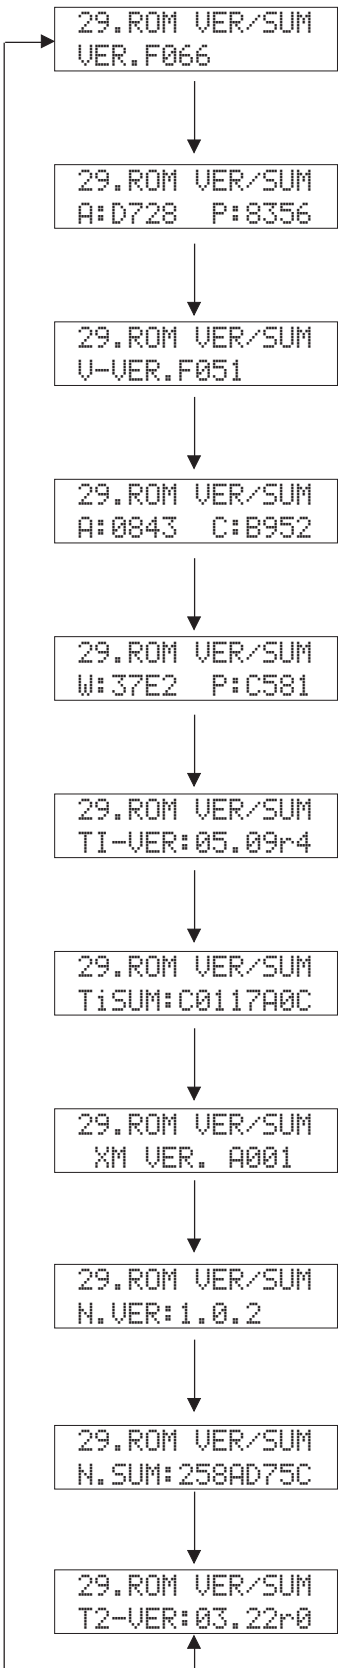 29.ROM VER/SUM
VER.F066
29.ROM VER/SUM
A:D728 P:8356
29.ROM VER/SUM
V-VER.F051
29.ROM VER/SUM
A:0843 C:B952
29.ROM VER/SUM
W:37E2 P:C581
29.ROM VER/SUM
TI-VER:05.09r4
29.ROM VER/SUM
TiSUM:C0117A0C
29.ROM VER/SUM
XM VER. A001
29.ROM VER/SUM
N.VER:1.0.2
29.ROM VER/SUM
N.SUM:258AD75C
29.ROM VER/SUM
T2-VER:03.22r0